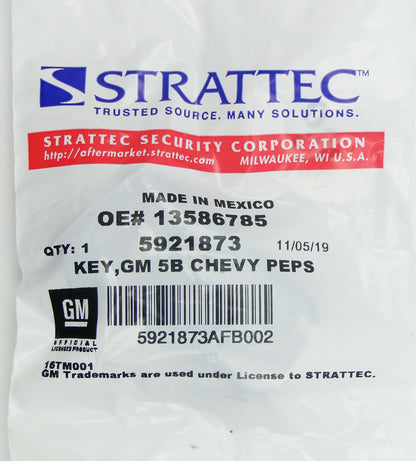 STRATTEC™
TRUSTED SOURCE. MANY SOLUTIONS.
STRATTEC SECURITY CORPORATION
http://aftermarket.strattec.com MILWAUKEE, WI U.S.A.
MADE IN MEXICO
OE# 13586785
QTY: 1 5921873 11/05/19
KEY,GM 5B CHEVY PEPS
GM
OFFICIAL
LICENSED PRODUCT
5921873AFB002
16TM001
GM Trademarks are used under License to STRATTEC.